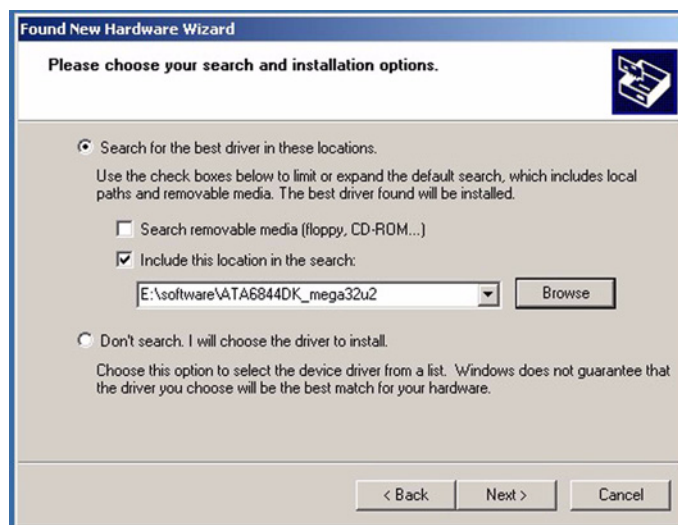 Found New Hardware Wizard
Please choose your search and installation options.
Search for the best driver in these locations.
Use the check boxes below to limit or expand the default search, which includes local
paths and removable media. The best driver found will be installed.
Search removable media (floppy, CD-ROM...)
Include this location in the search:
E:\software\ATA6844DK_mega32u2
Browse
Don't search. I will choose the driver to install.
Choose this option to select the device driver from a list. Windows does not guarantee that
the driver you choose will be the best match for your hardware.
< Back
Next >
Cancel